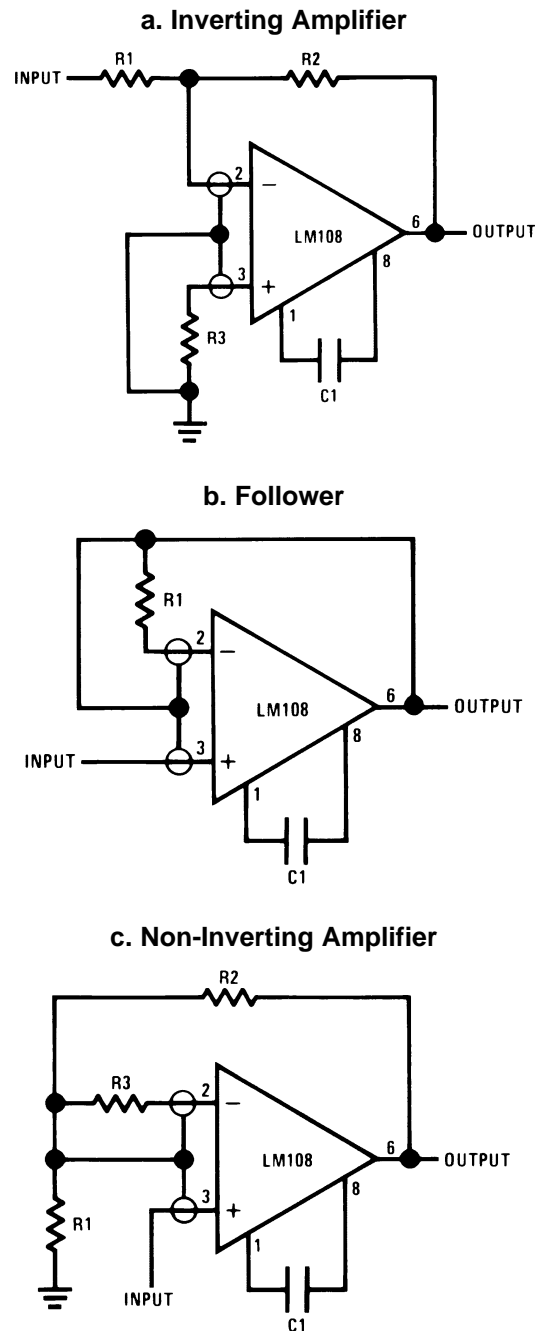 a. Inverting Amplifier
R1
R2
INPUT
2
−
LM108
6
OUTPUT
8
3
+
1
R3
C1
b. Follower
R1
2
−
LM108
6
OUTPUT
8
INPUT
3
+
1
C1
c. Non-Inverting Amplifier
R2
R3
2
−
LM108
6
OUTPUT
8
3
+
R1
1
INPUT
C1